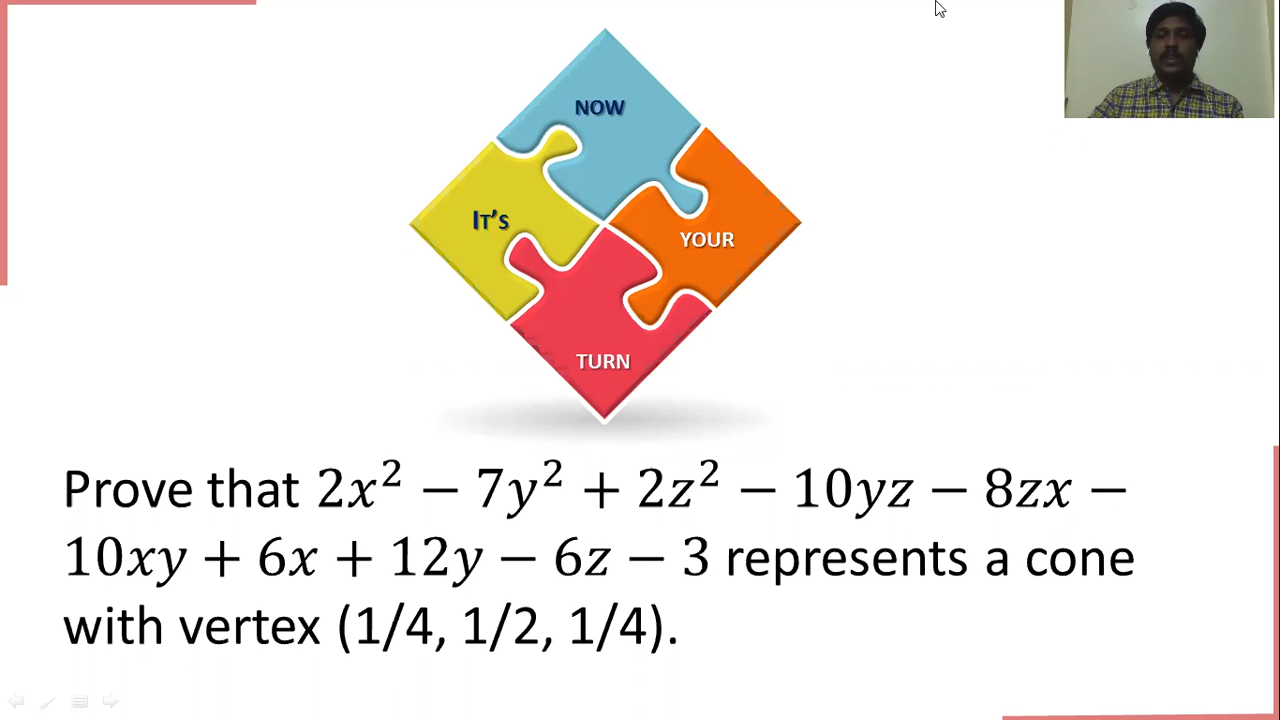 NOW
IT'S
YOUR
TURN
Prove that 2x² − 7y² + 2z² − 10yz − 8zx −
10xy + 6x + 12y − 6z − 3 represents a cone
with vertex (1/4, 1/2, 1/4).